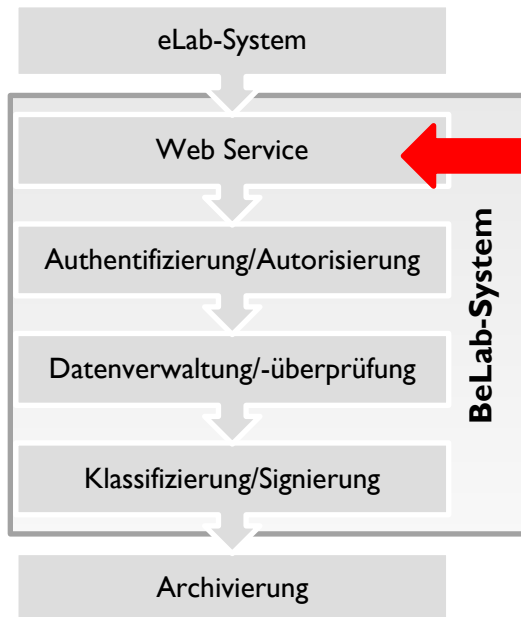 eLab-System
Web Service
Authentifizierung/Autorisierung
Datenverwaltung/-überprüfung
Klassifizierung/Signierung
BeLab-System
Archivierung